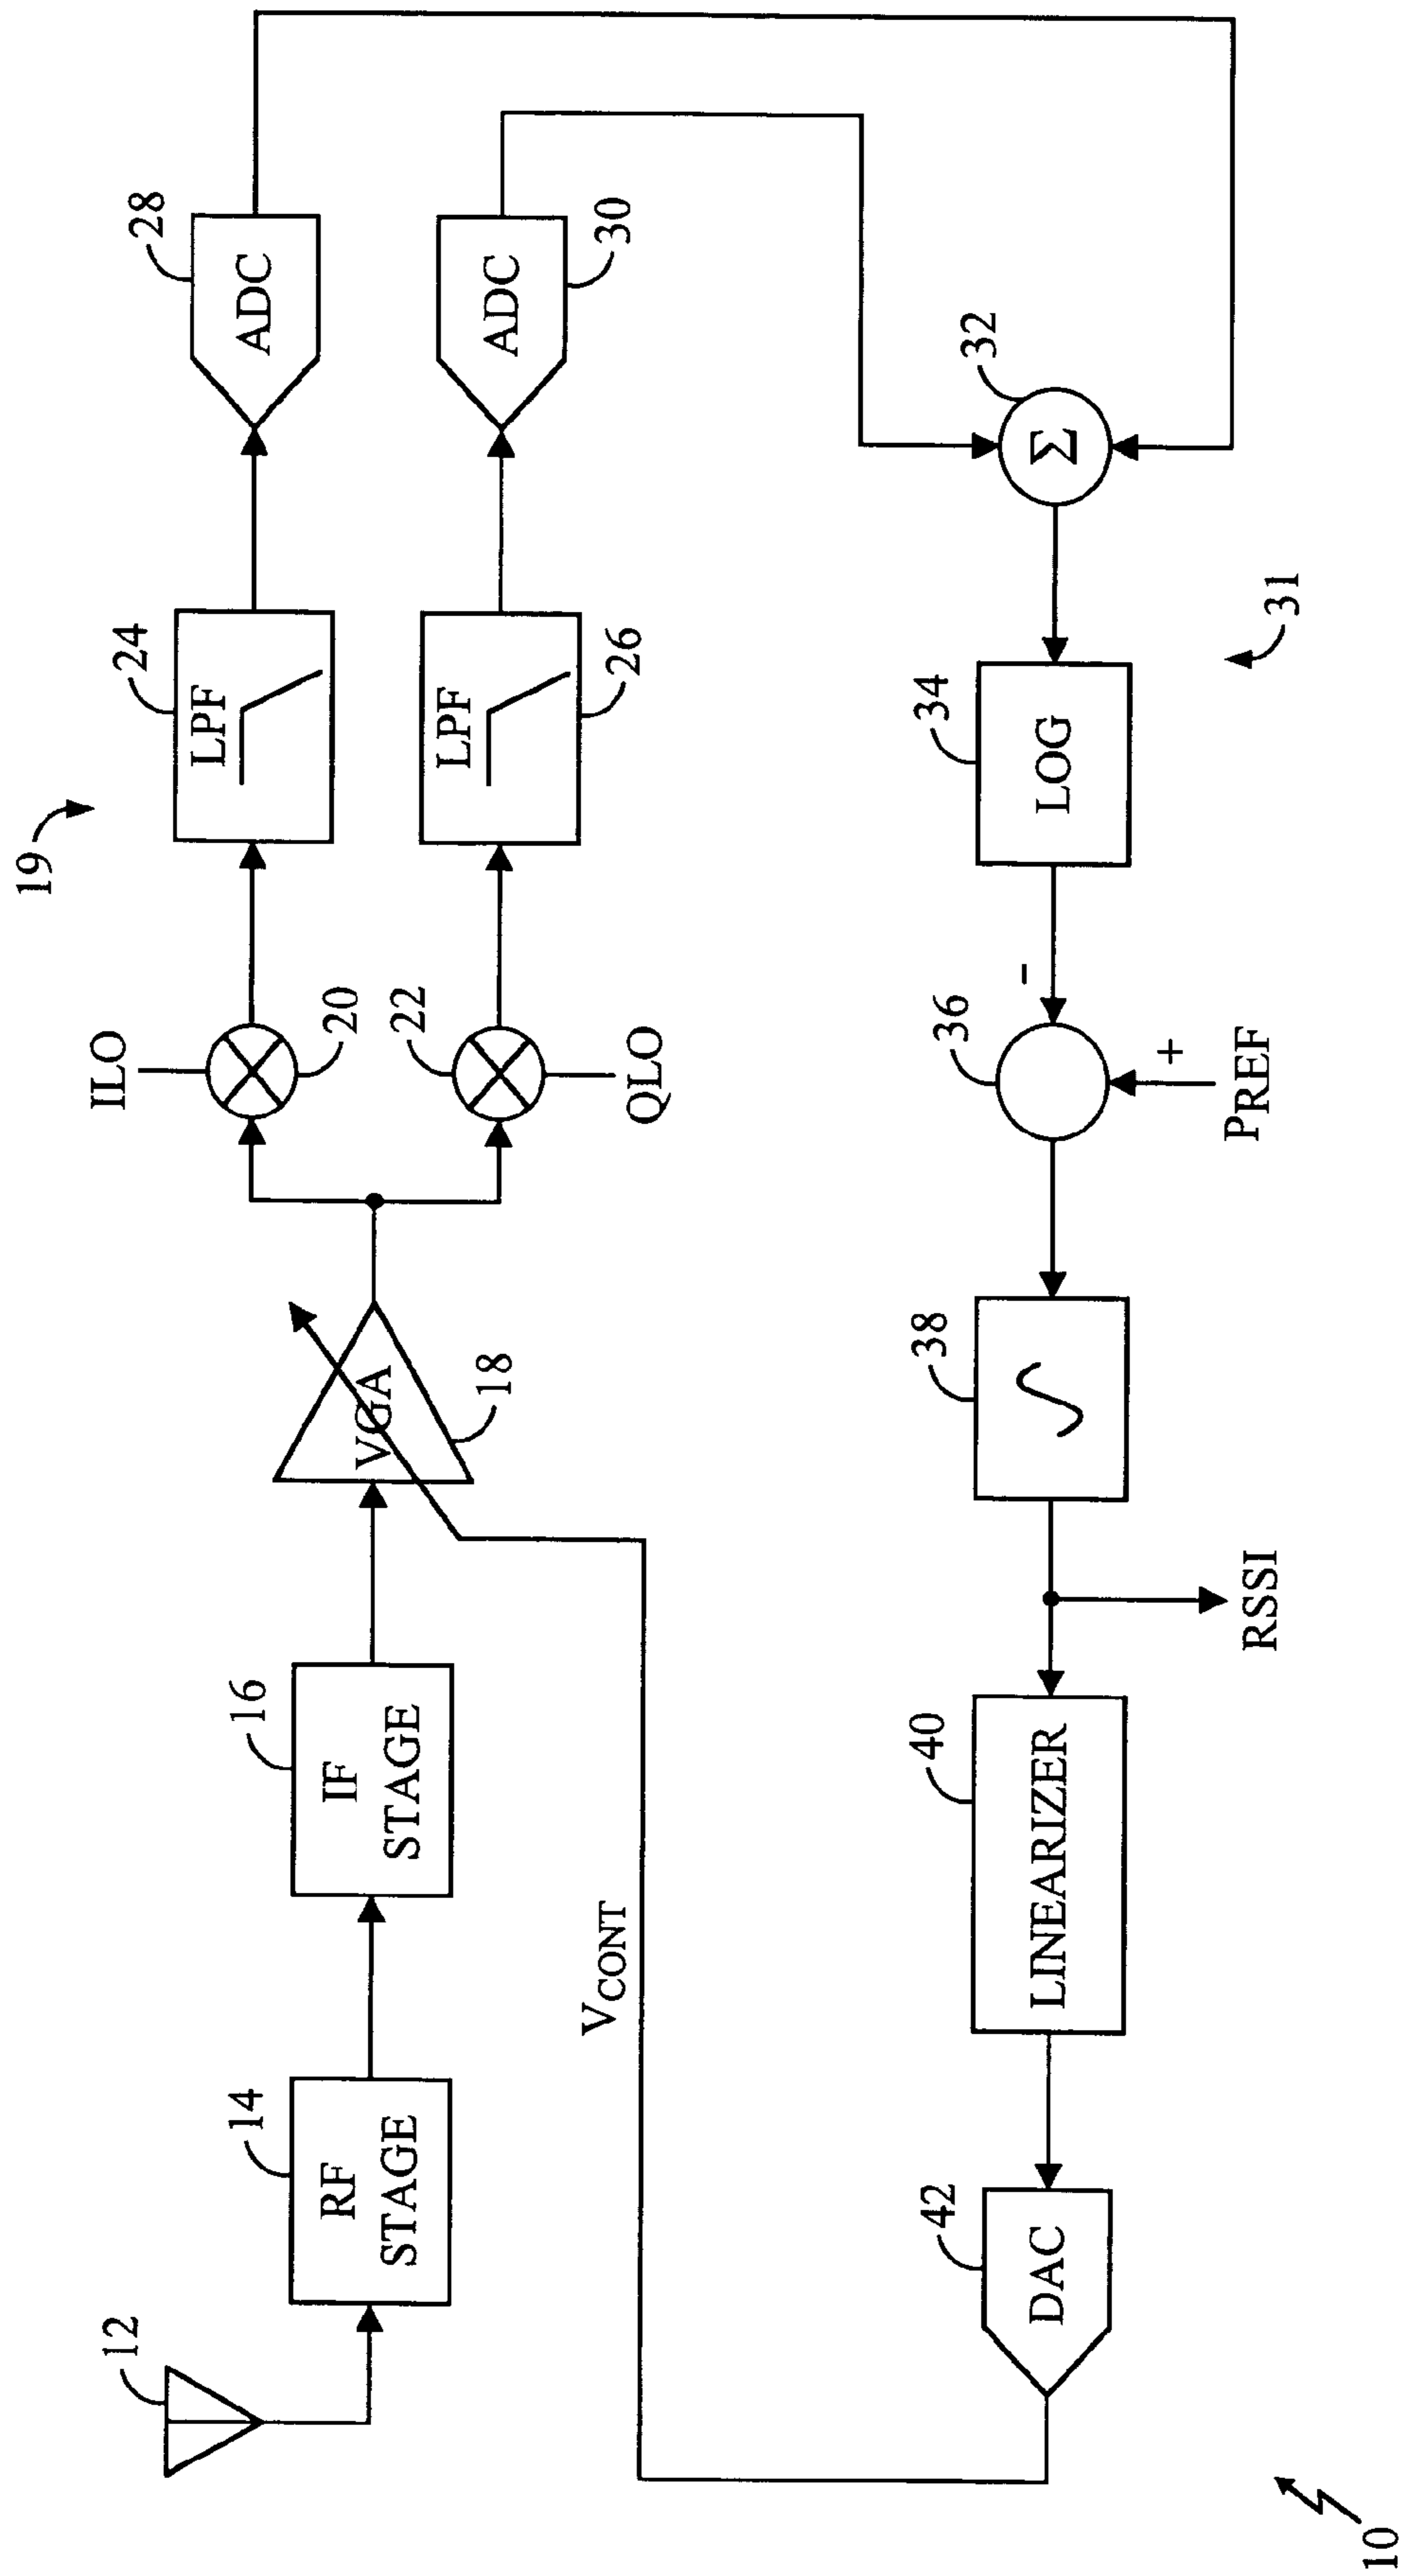 12
14
RF
STAGE
16
IF
STAGE
VGA
18
ILO
20
22
QLO
19
24
LPF
LPF
26
28
ADC
ADC
30
VCONT
42
DAC
40
LINEARIZER
RSSI
38
∫
36
−
+
PREF
34
LOG
32
Σ
31
10